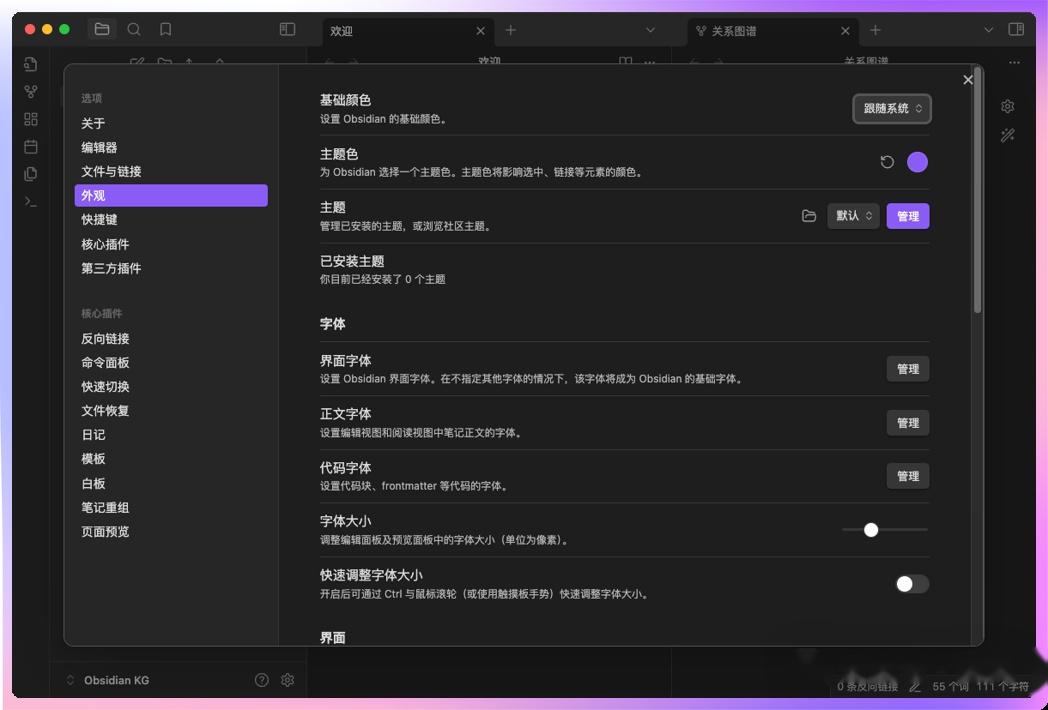 欢迎
关系图谱
欢迎
关系图谱
选项
关于
编辑器
文件与链接
外观
快捷键
核心插件
第三方插件
核心插件
反向链接
命令面板
快速切换
文件恢复
日记
模板
白板
笔记重组
页面预览
基础颜色
设置 Obsidian 的基础颜色。
跟随系统
主题色
为 Obsidian 选择一个主题色。主题色将影响选中、链接等元素的颜色。
主题
管理已安装的主题，或浏览社区主题。
默认
管理
已安装主题
你目前已经安装了 0 个主题
字体
界面字体
设置 Obsidian 界面字体。在不指定其他字体的情况下，该字体将成为 Obsidian 的基础字体。
管理
正文字体
设置编辑视图和阅读视图中笔记正文的字体。
管理
代码字体
设置代码块、frontmatter 等代码的字体。
管理
字体大小
调整编辑面板及预览面板中的字体大小（单位为像素）。
快速调整字体大小
开启后可通过 Ctrl 与鼠标滚轮（或使用触摸板手势）快速调整字体大小。
界面
Obsidian KG
0 条反向链接
55 个词
111 个字符